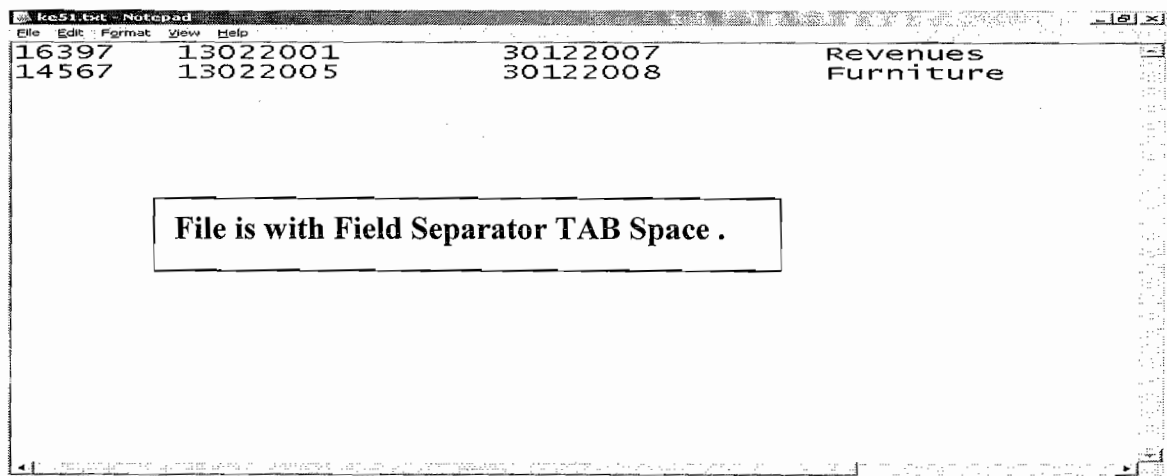 ke51.txt - Notepad
File Edit Format View Help
16397 13022001 30122007 Revenues
14567 13022005 30122008 Furniture
File is with Field Separator TAB Space .